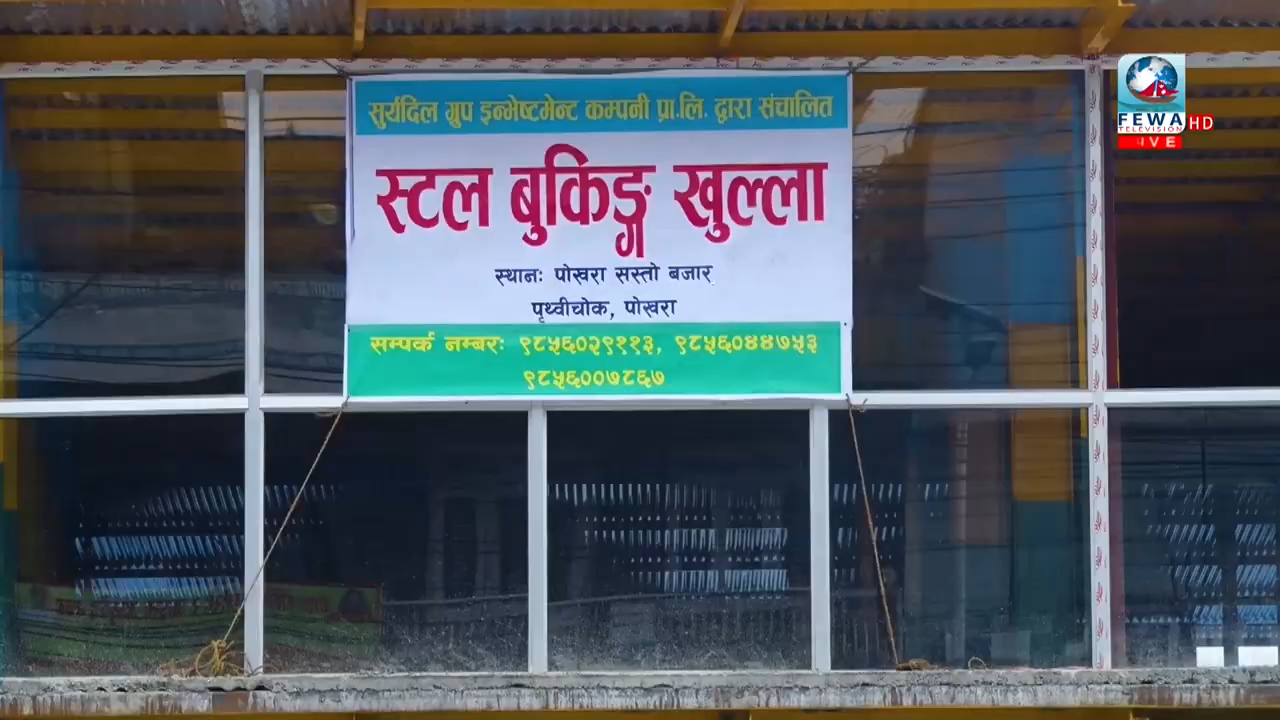 सुर्यदिल ग्रुप इन्भेष्टमेन्ट कम्पनी प्रा.लि. द्वारा संचालित
स्टल बुकिङ्ग खुल्ला
स्थानः पोखरा सस्तो बजार
पृथ्वीचोक, पोखरा
सम्पर्क नम्बरः ९८५६०२९११३, ९८५६०४४७५३
९८५६००७८६७
FEWA HD
TELEVISION
LIVE